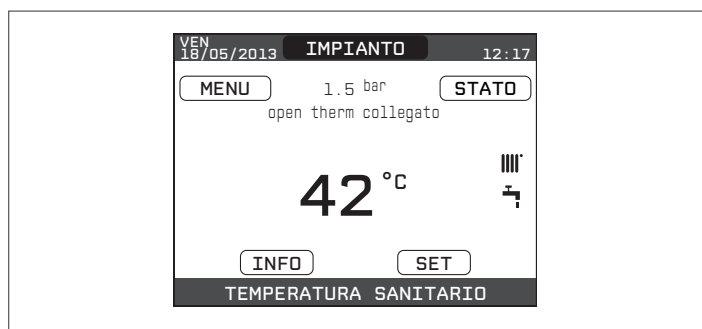 VEN
18/05/2013 IMPIANTO 12:17
MENU 1.5 bar STATO
open therm collegato
42 °C
INFO SET
TEMPERATURA SANITARIO